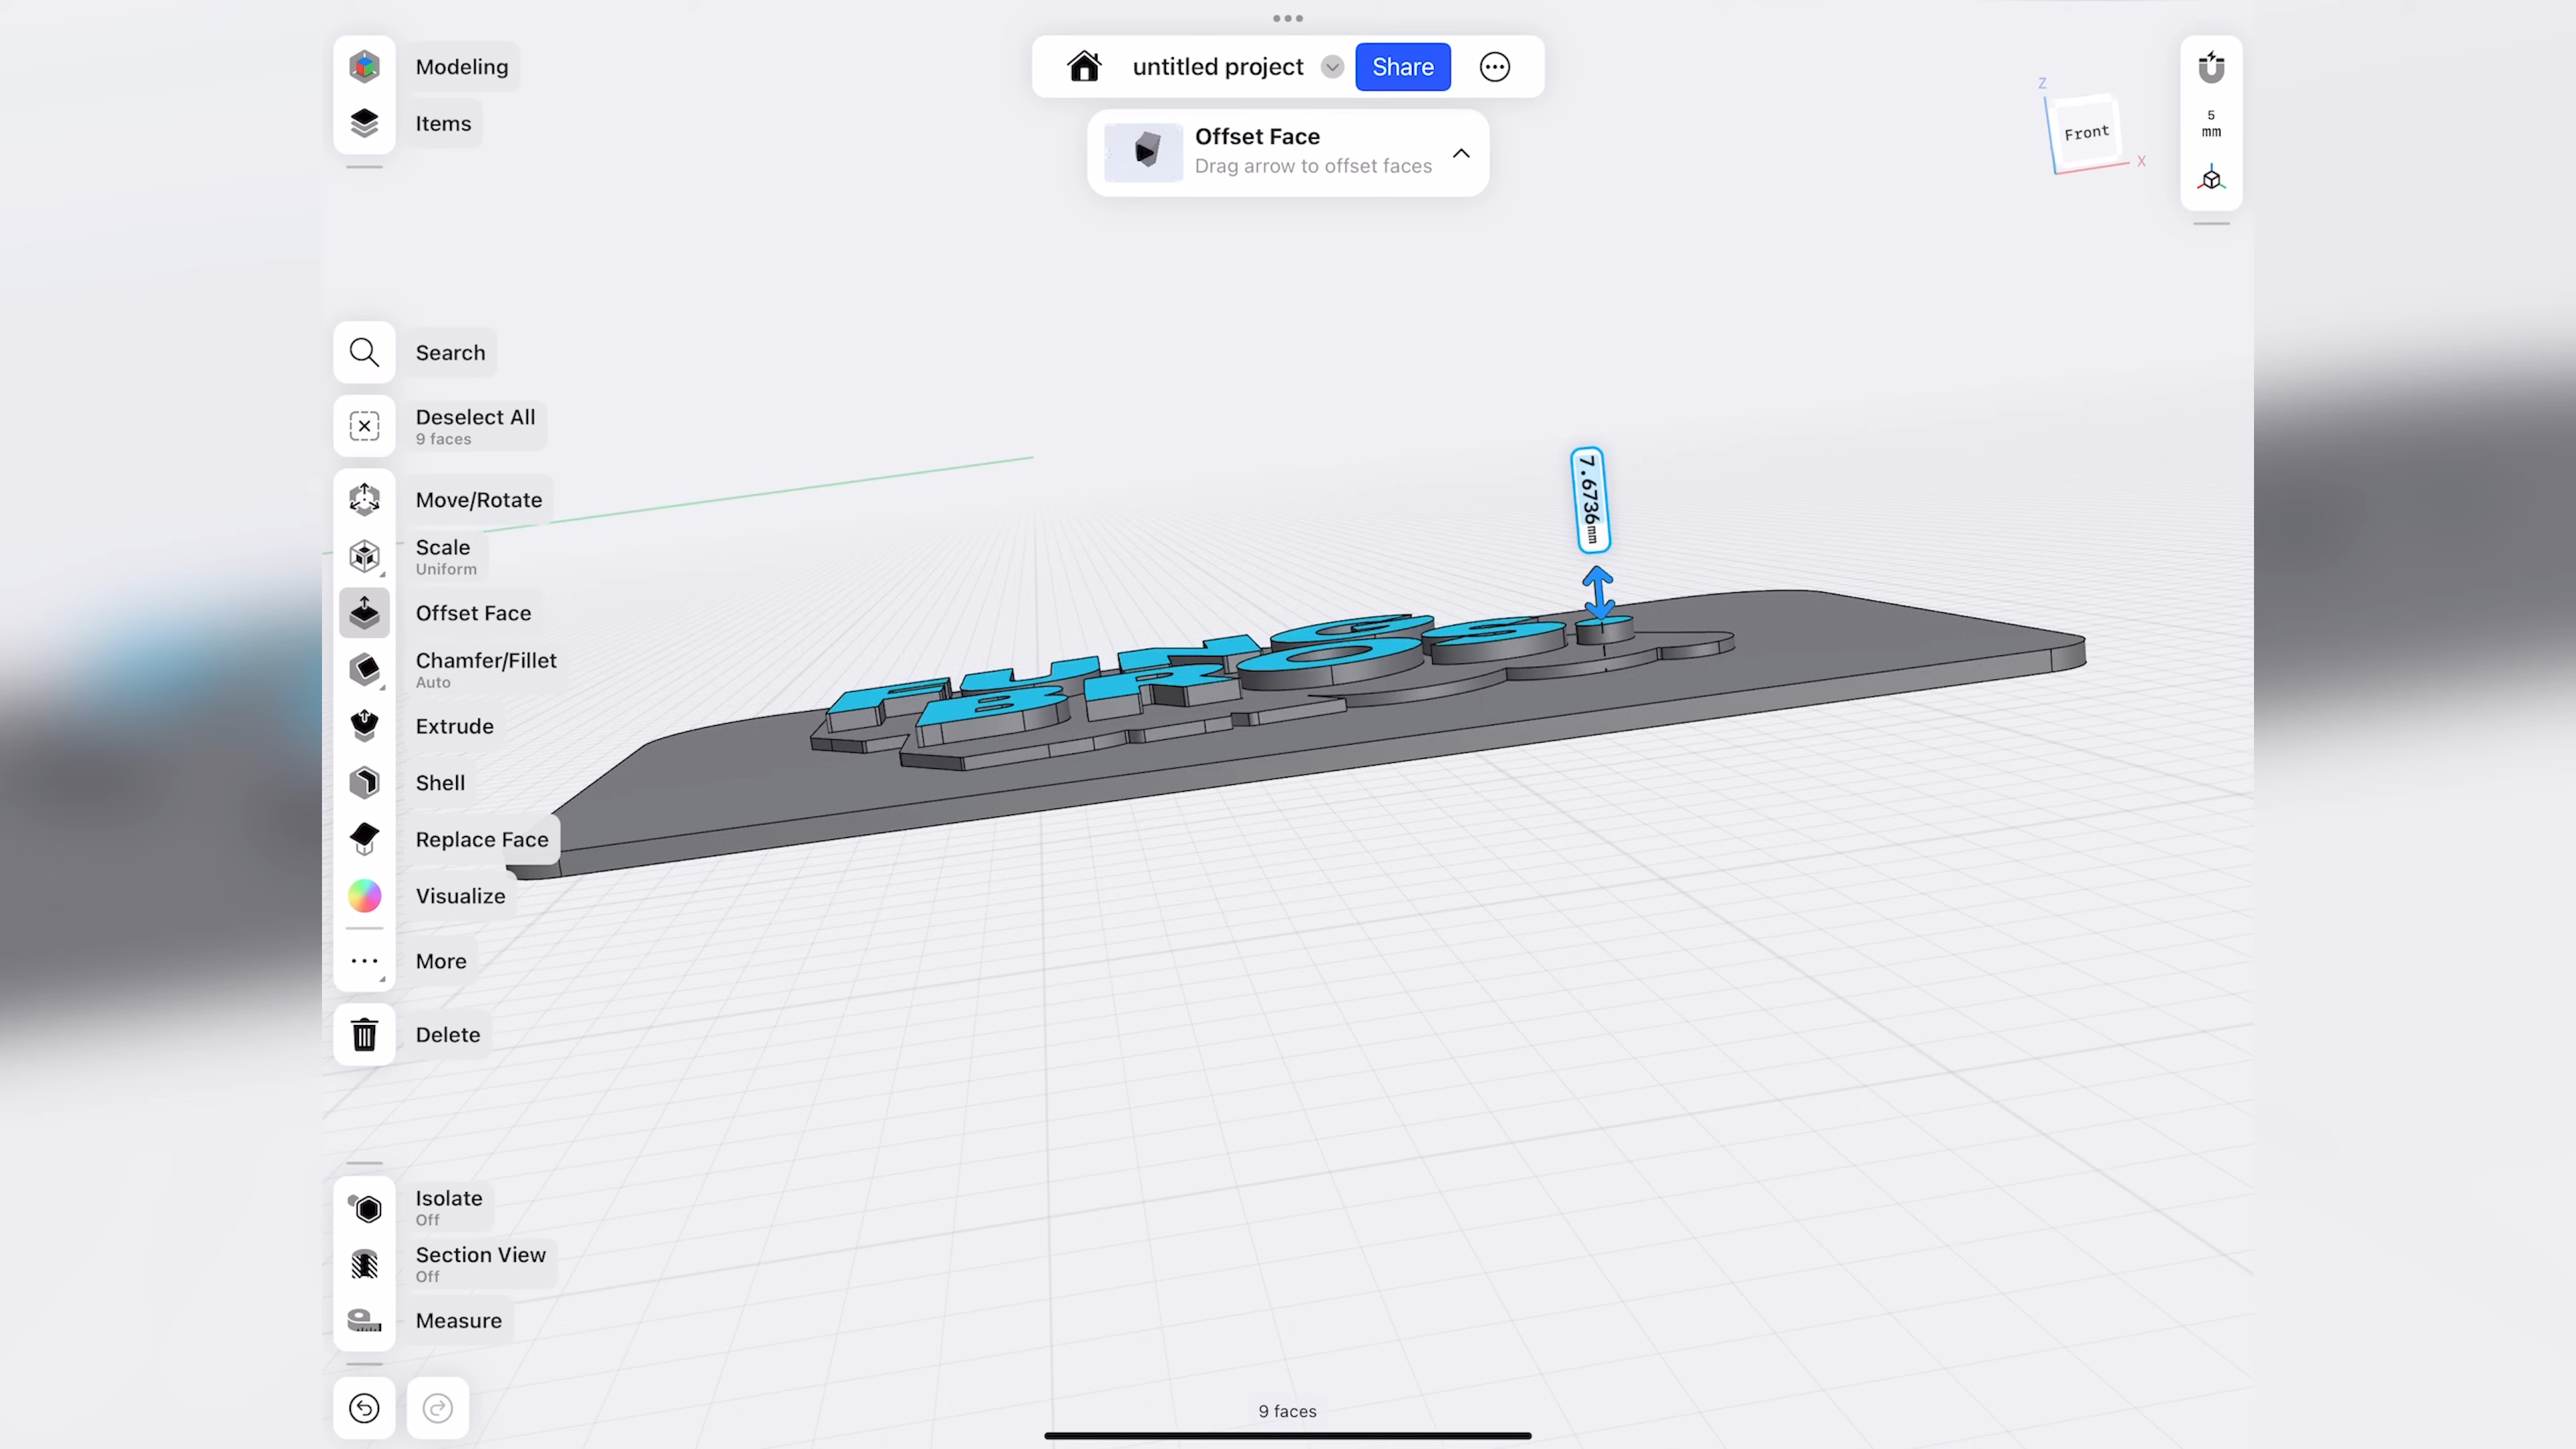 Modeling
Items
untitled project
Share
Offset Face
Drag arrow to offset faces
Z
Front
X
5
mm
Search
Deselect All
9 faces
Move/Rotate
Scale
Uniform
Offset Face
Chamfer/Fillet
Auto
Extrude
Shell
Replace Face
Visualize
More
Delete
7.6736mm
Isolate
Off
Section View
Off
Measure
9 faces